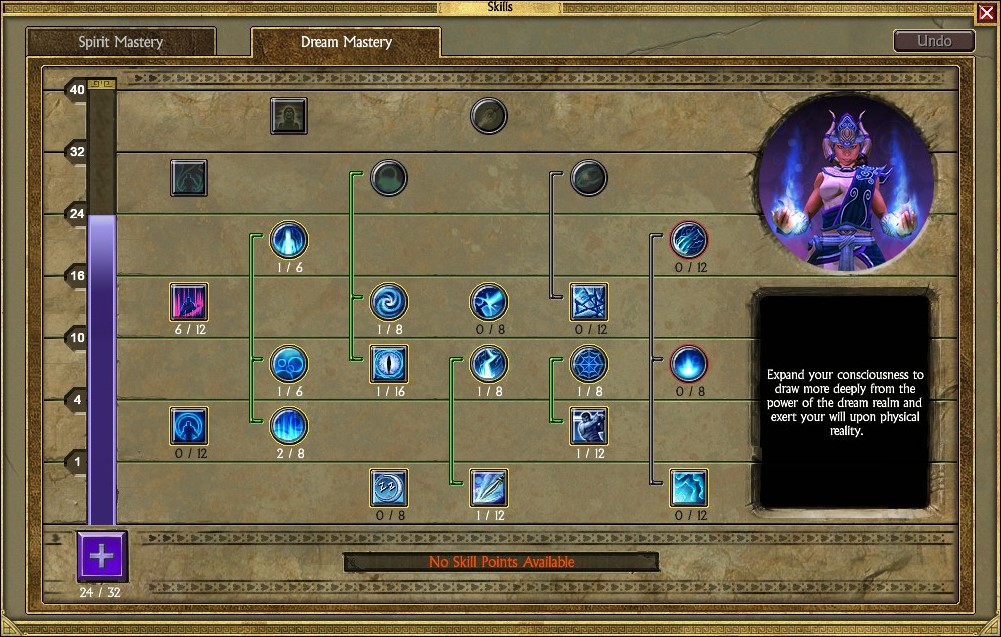 Skills
Spirit Mastery
Dream Mastery
Undo
40
32
24
1 / 6
0 / 12
16
6 / 12
1 / 8
0 / 8
0 / 12
10
1 / 6
1 / 16
1 / 8
1 / 8
0 / 8
4
0 / 12
2 / 8
1 / 12
1
0 / 8
1 / 12
0 / 12
Expand your consciousness to
draw more deeply from the
power of the dream realm and
exert your will upon physical
reality.
No Skill Points Available
24 / 32